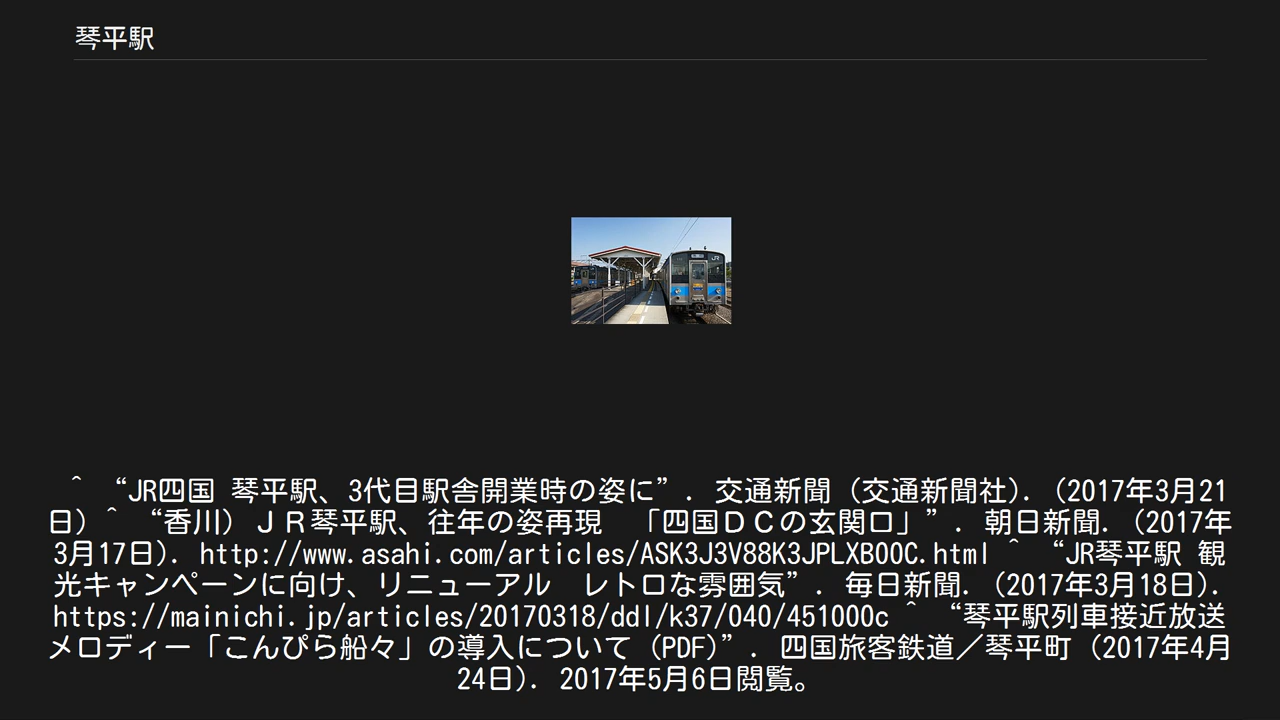 琴平駅
^ “JR四国 琴平駅、3代目駅舎開業時の姿に”. 交通新聞 (交通新聞社). (2017年3月21
日) ^ “香川）ＪＲ琴平駅、往年の姿再現　「四国ＤＣの玄関口」”. 朝日新聞. (2017年
3月17日). http://www.asahi.com/articles/ASK3J3V88K3JPLXB00C.html ^ “JR琴平駅 観
光キャンペーンに向け、リニューアル　レトロな雰囲気”. 毎日新聞. (2017年3月18日).
https://mainichi.jp/articles/20170318/ddl/k37/040/451000c ^ “琴平駅列車接近放送
メロディー「こんぴら船々」の導入について (PDF)”. 四国旅客鉄道／琴平町 (2017年4月
24日). 2017年5月6日閲覧。